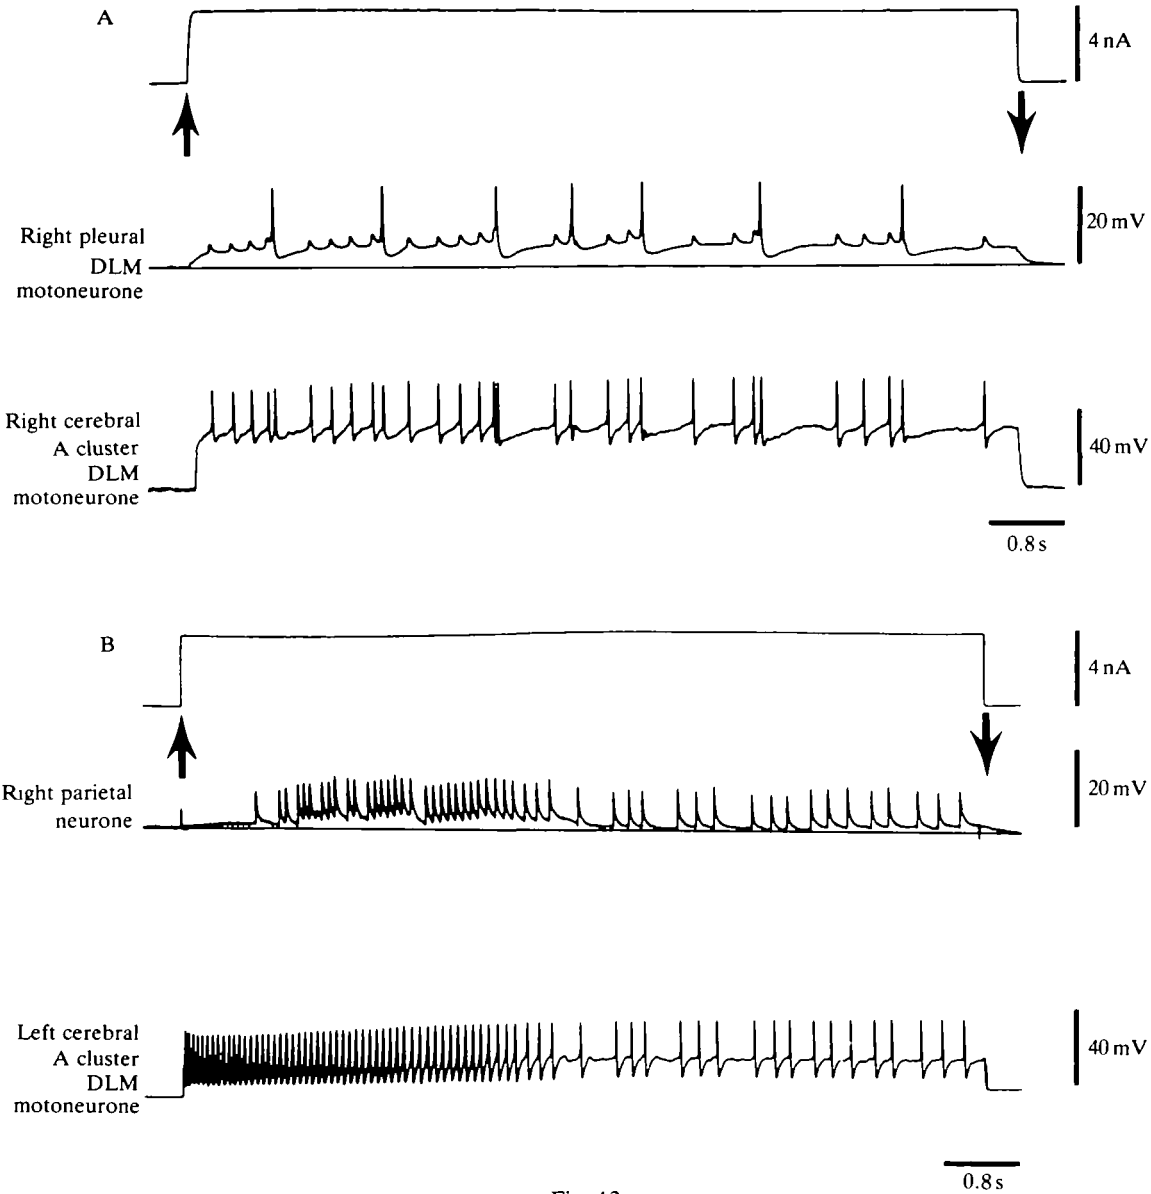 A
4 nA
Right pleural
DLM
motoneurone
20 mV
Right cerebral
A cluster
DLM
motoneurone
40 mV
0.8 s
B
4 nA
Right parietal
neurone
20 mV
Left cerebral
A cluster
DLM
motoneurone
40 mV
0.8 s